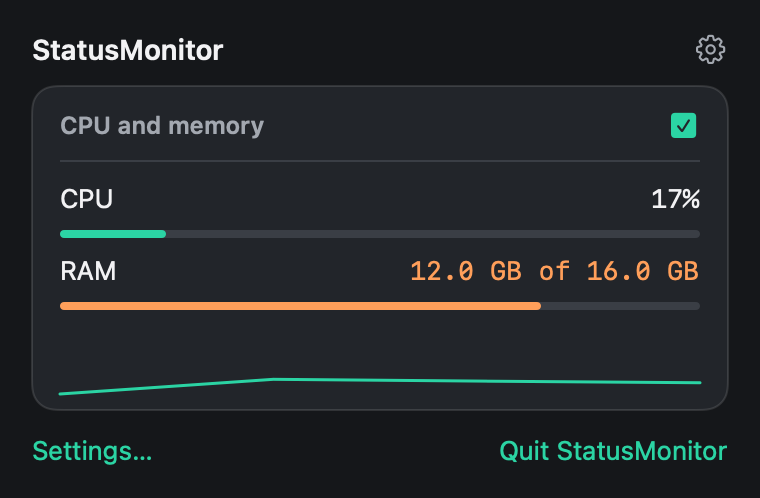 StatusMonitor
CPU and memory
CPU 17%
RAM 12.0 GB of 16.0 GB
Settings... Quit StatusMonitor